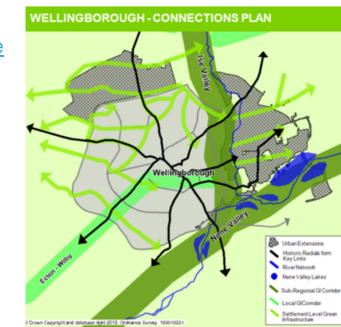 WELLINGBOROUGH - CONNECTIONS PLAN
Ise Valley
Wellingborough
Nene Valley
Ecton - Wilby
Urban Extensions
Historic Radials form
Key Links
River Network
Nene Valley Lakes
Sub-Regional GI Corridor
Local GI Corridor
Settlement Level Green
Infrastructure
© Crown Copyright and database right 2013. Ordnance Survey